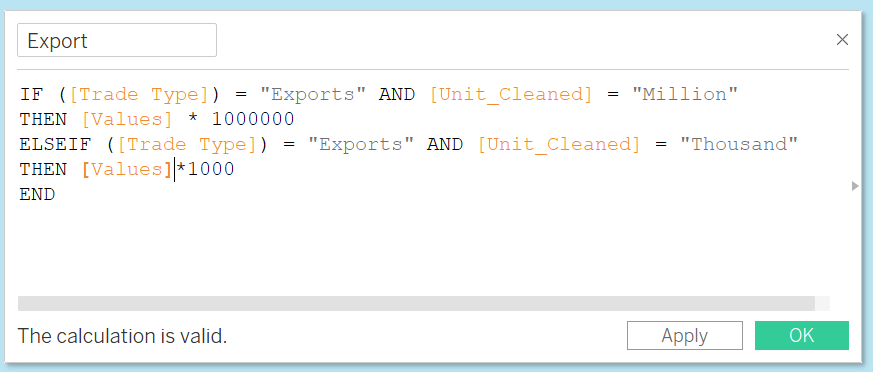 Export
IF ([Trade Type]) = "Exports" AND [Unit_Cleaned] = "Million"
THEN [Values] * 1000000
ELSEIF ([Trade Type]) = "Exports" AND [Unit_Cleaned] = "Thousand"
THEN [Values]*1000
END
The calculation is valid.
Apply
OK